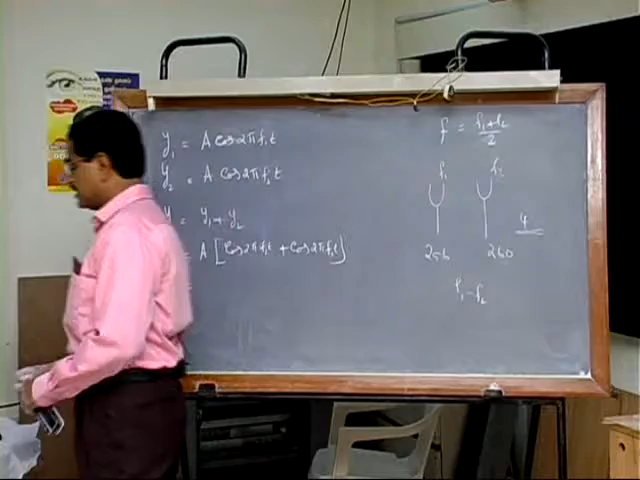 y₁ = A cos2πf₁t
y₂ = A cos2πf₂t
y = y₁ + y₂
= A [cos2πf₁t + cos2πf₂t]
f = f₁+f₂
2
f₁ f₂
4
256 260
f₁ - f₂